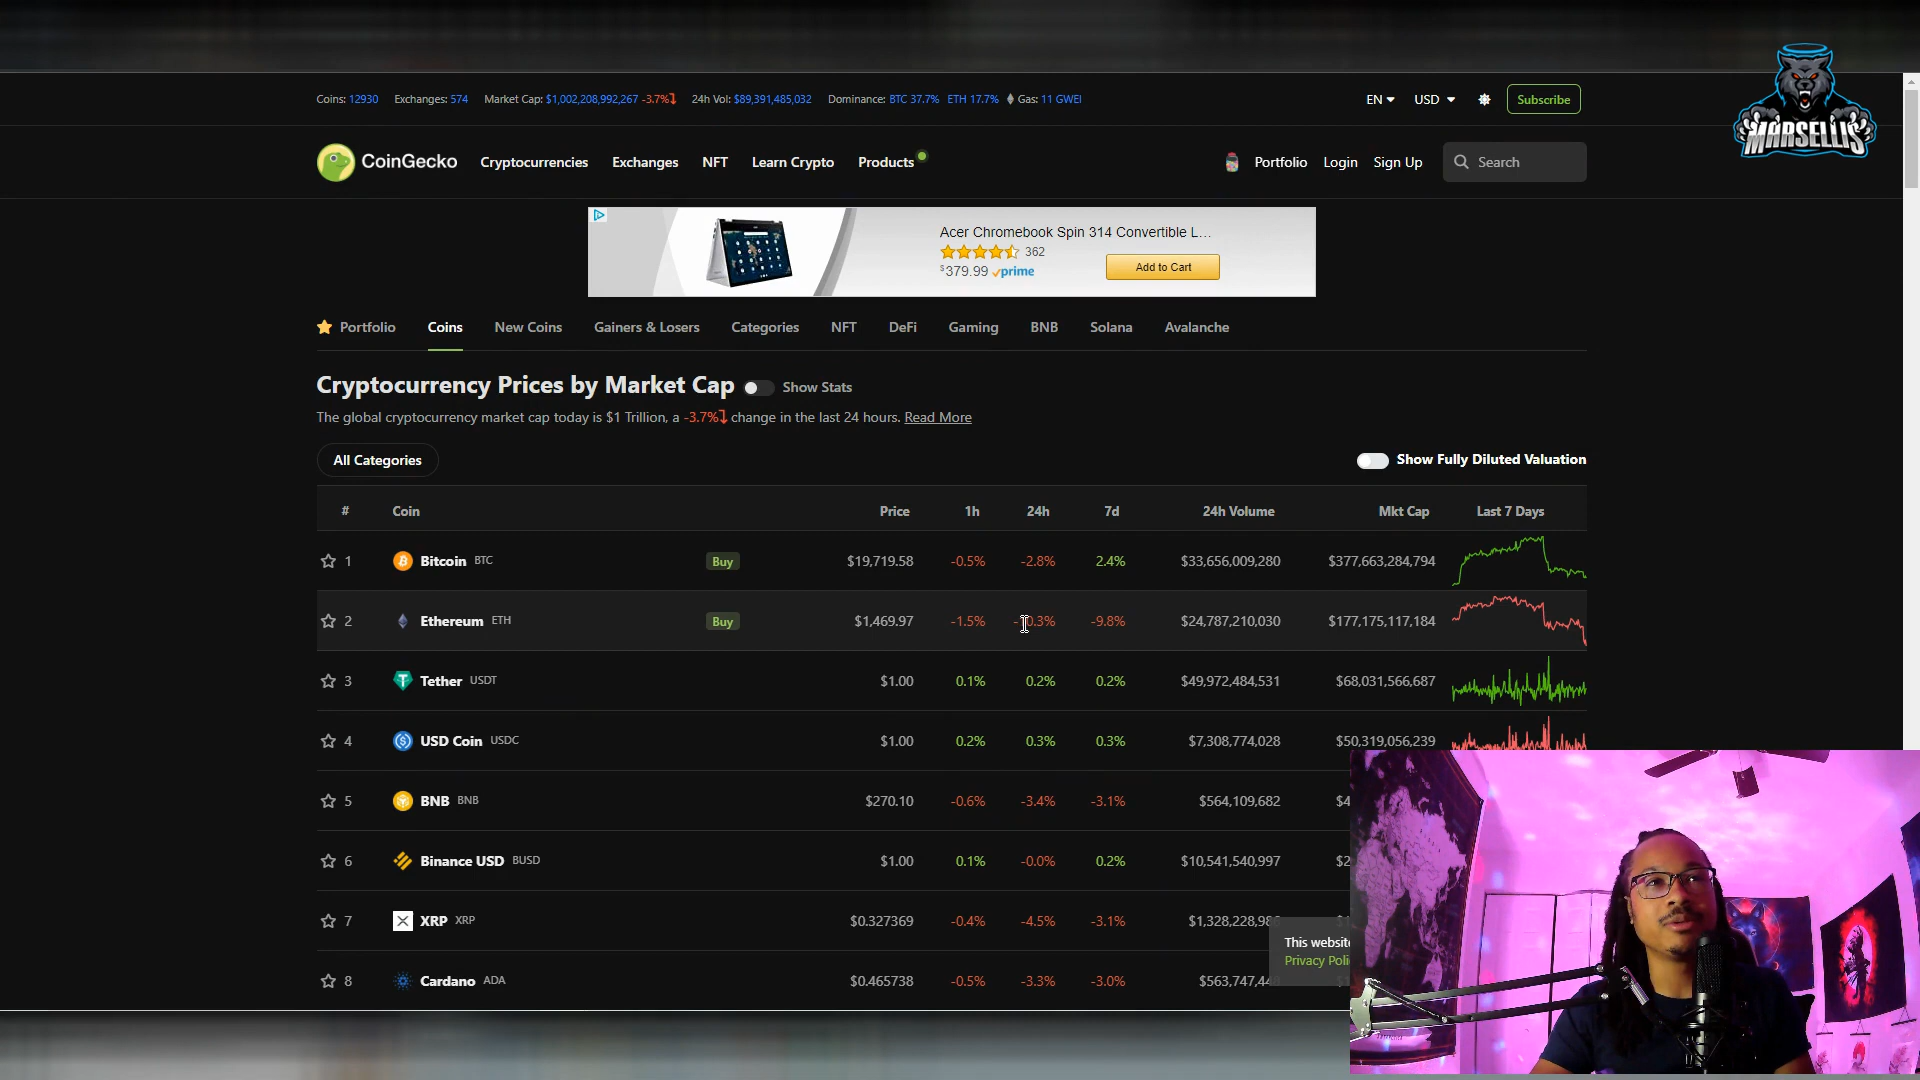 Coins: 12930 Exchanges: 574 Market Cap: $1,002,208,992,267 -3.7% 24h Vol: $89,391,485,032 Dominance: BTC 37.7% ETH 17.7% Gas: 11 GWEI
EN USD Subscribe
MARSELLIS
CoinGecko Cryptocurrencies Exchanges NFT Learn Crypto Products Portfolio Login Sign Up Search
Acer Chromebook Spin 314 Convertible L...
362
$379.99 prime Add to Cart
Portfolio Coins New Coins Gainers & Losers Categories NFT DeFi Gaming BNB Solana Avalanche
Cryptocurrency Prices by Market Cap Show Stats
The global cryptocurrency market cap today is $1 Trillion, a -3.7% change in the last 24 hours. Read More
All Categories Show Fully Diluted Valuation
# Coin Price 1h 24h 7d 24h Volume Mkt Cap Last 7 Days
1 Bitcoin BTC Buy $19,719.58 -0.5% -2.8% 2.4% $33,656,009,280 $377,663,284,794
2 Ethereum ETH Buy $1,469.97 -1.5% -9.8% $24,787,210,030 $177,175,117,184
3 Tether USDT $1.00 0.1% 0.2% 0.2% $49,972,484,531 $68,031,566,687
4 USD Coin USDC $1.00 0.2% 0.3% 0.3% $7,308,774,028 $50,319,056,239
5 BNB BNB $270.10 -0.6% -3.4% -3.1% $564,109,682
6 Binance USD BUSD $1.00 0.1% -0.0% 0.2% $10,541,540,997
7 XRP XRP $0.327369 -0.4% -4.5% -3.1%
This website
8 Cardano ADA $0.465738 -0.5% -3.3% -3.0%
Privacy